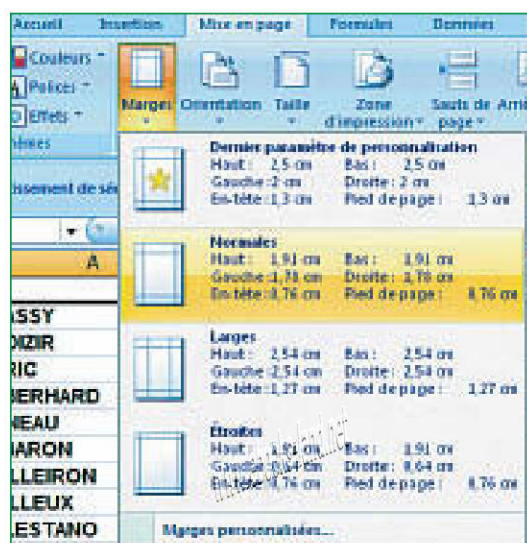 Accueil Insertion Mise en page Formules Données
Couleurs
Polices
Effets
Marges Orientation Taille Zone d'impression Sauts de page
Dernier paramètre de personnalisation
Haut : 2,5 cm Bas : 2,5 cm
Gauche : 2 cm Droite : 2 cm
En-tête : 1,3 cm Pied de page : 1,3 cm
Normales
Haut : 1,91 cm Bas : 1,91 cm
Gauche : 1,78 cm Droite : 1,78 cm
En-tête : 0,76 cm Pied de page : 0,76 cm
A
Larges
Haut : 2,54 cm Bas : 2,54 cm
Gauche : 2,54 cm Droite : 2,54 cm
En-tête : 1,27 cm Pied de page : 1,27 cm
Étroites
Haut : 1,91 cm Bas : 1,91 cm
Gauche : 0,64 cm Droite : 0,64 cm
En-tête : 0,76 cm Pied de page : 0,76 cm
Marges personnalisées...
ASSY
DIZIR
RIC
BERHARD
NEAU
ARON
LLEIRON
LLEUX
ESTANO